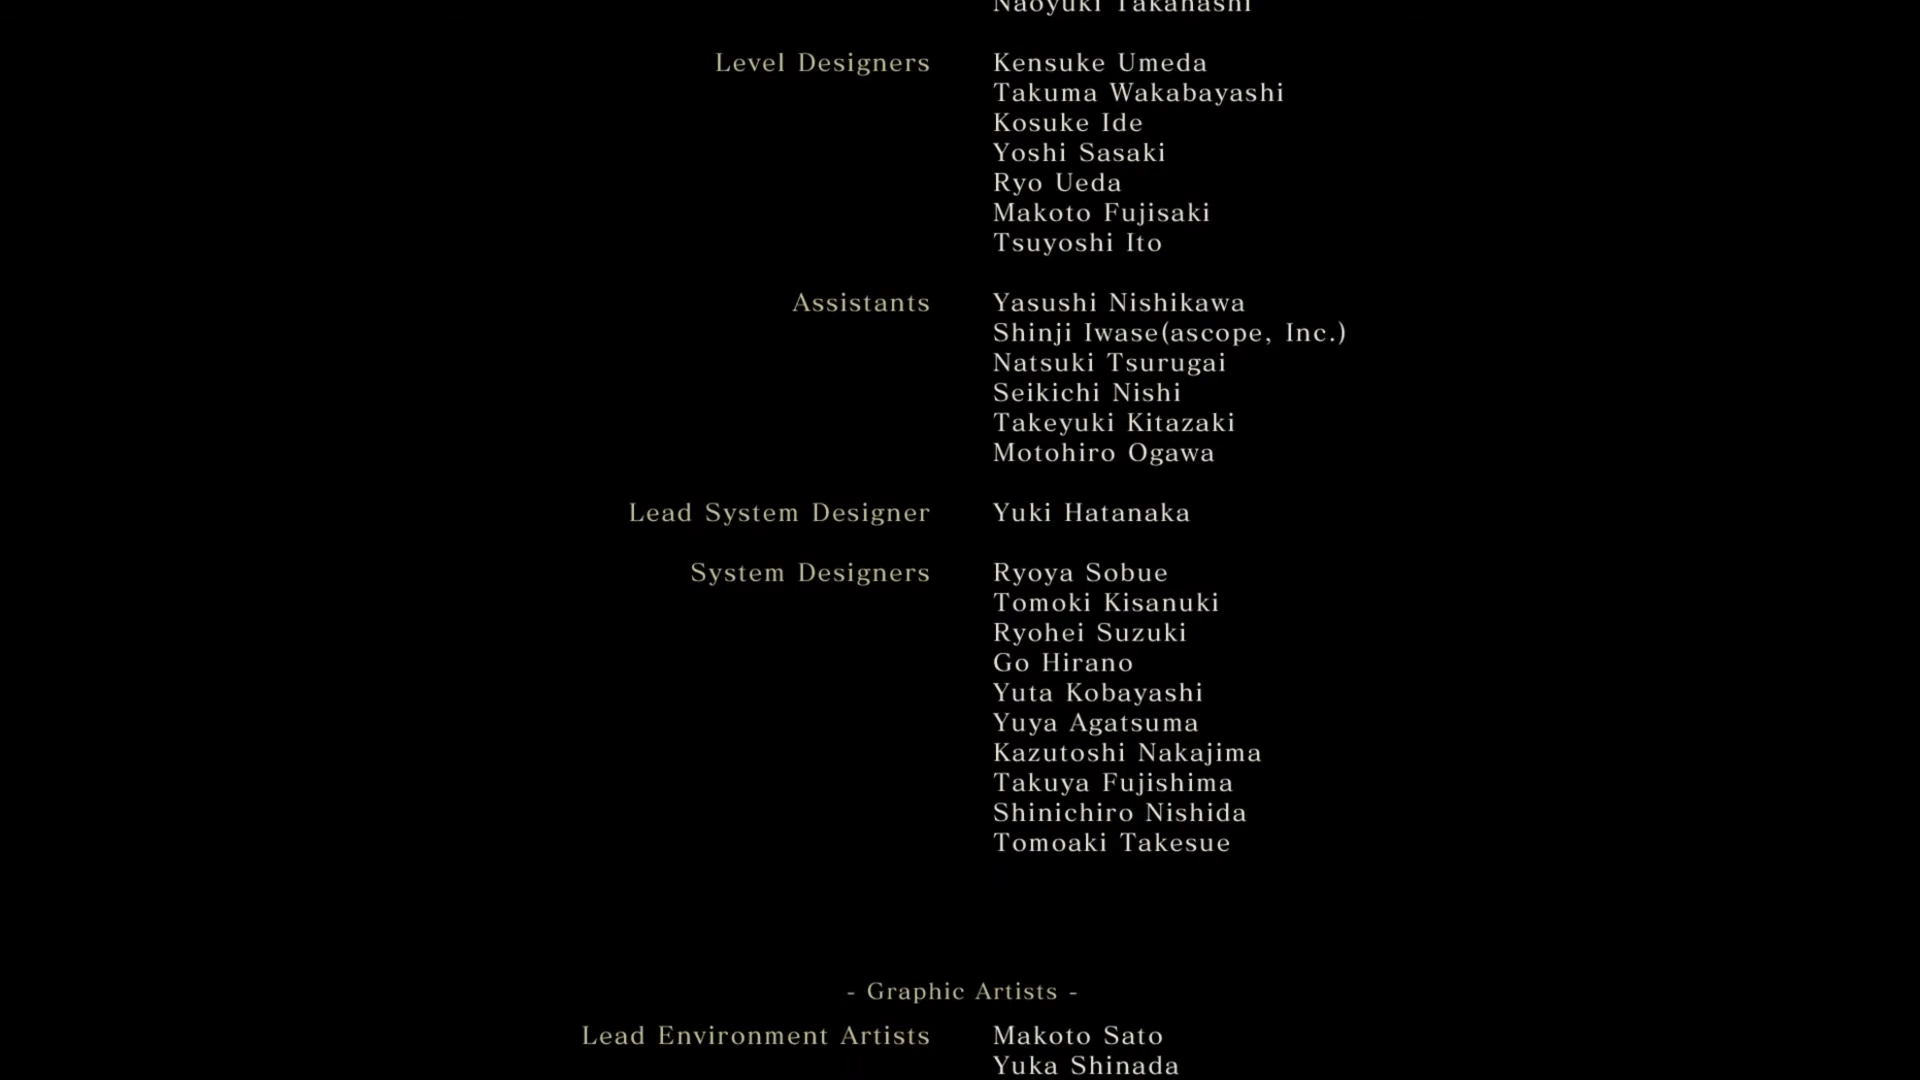 Naoyuki Takahashi
Level Designers Kensuke Umeda
Takuma Wakabayashi
Kosuke Ide
Yoshi Sasaki
Ryo Ueda
Makoto Fujisaki
Tsuyoshi Ito
Assistants Yasushi Nishikawa
Shinji Iwase(ascope, Inc.)
Natsuki Tsurugai
Seikichi Nishi
Takeyuki Kitazaki
Motohiro Ogawa
Lead System Designer Yuki Hatanaka
System Designers Ryoya Sobue
Tomoki Kisanuki
Ryohei Suzuki
Go Hirano
Yuta Kobayashi
Yuya Agatsuma
Kazutoshi Nakajima
Takuya Fujishima
Shinichiro Nishida
Tomoaki Takesue
- Graphic Artists -
Lead Environment Artists Makoto Sato
Yuka Shinada